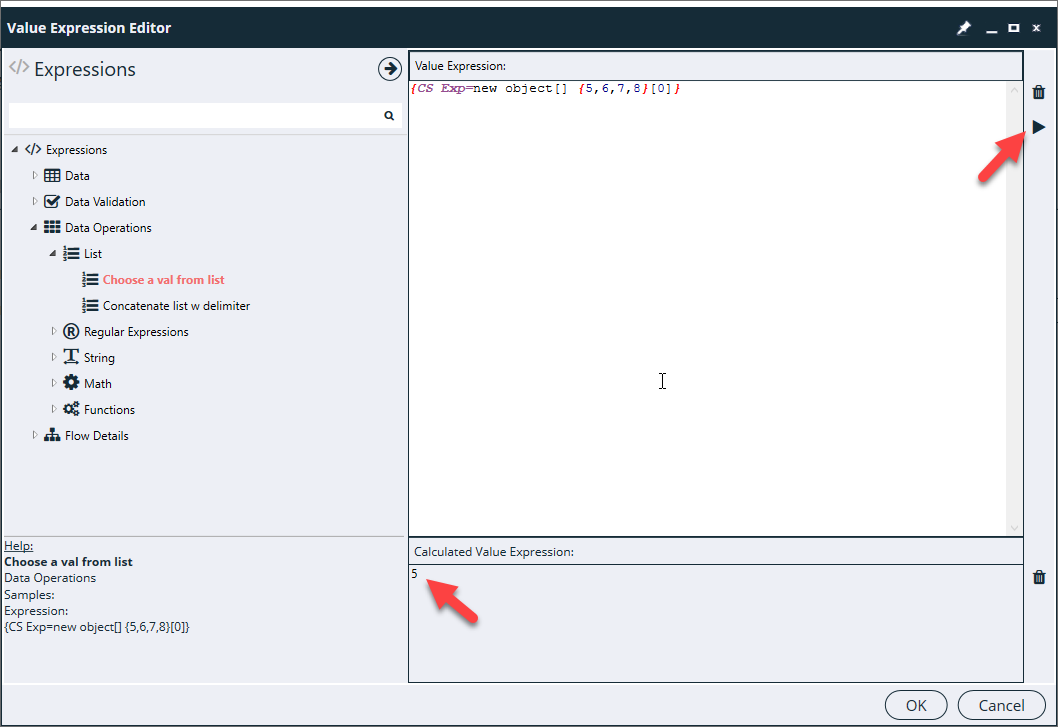 Value Expression Editor
</> Expressions
</> Expressions
Data
Data Validation
Data Operations
List
Choose a val from list
Concatenate list w delimiter
Regular Expressions
String
Math
Functions
Flow Details
Help:
Choose a val from list
Data Operations
Samples:
Expression:
{CS Exp=new object[] {5,6,7,8}[0]}
Value Expression:
{CS Exp=new object[] {5,6,7,8}[0]}
Calculated Value Expression:
5
OK
Cancel